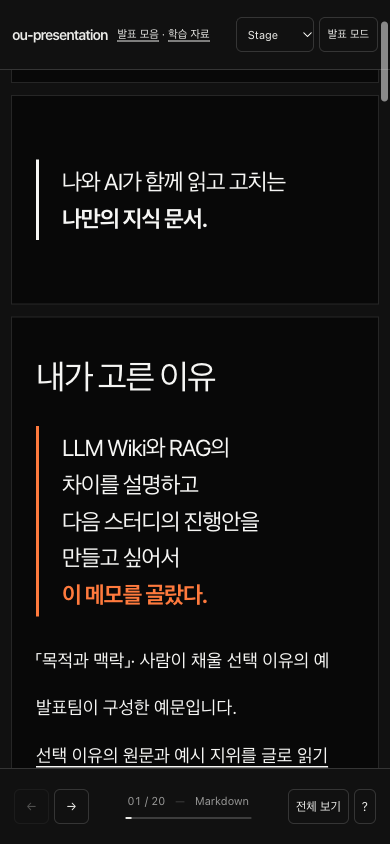 ou-presentation 발표 모음 · 학습 자료 Stage 발표 모드
나와 AI가 함께 읽고 고치는
나만의 지식 문서.
내가 고른 이유
LLM Wiki와 RAG의
차이를 설명하고
다음 스터디의 진행안을
만들고 싶어서
이 메모를 골랐다.
「목적과 맥락」· 사람이 채울 선택 이유의 예
발표팀이 구성한 예문입니다.
선택 이유의 원문과 예시 지위를 글로 읽기
← → 01 / 20 — Markdown 전체 보기 ?